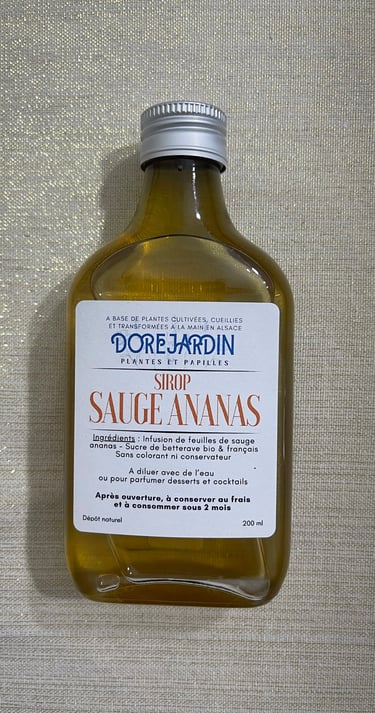 A BASE DE PLANTES CULTIVÉES, CUEILLIES
ET TRANSFORMÉES A LA MAIN EN ALSACE
DOREJARDIN
PLANTES ET PAPILLES
SIROP
SAUGE ANANAS
Ingrédients : Infusion de feuilles de sauge
ananas - Sucre de betterave bio & français
Sans colorant ni conservateur
A diluer avec de l'eau
ou pour parfumer desserts et cocktails
Après ouverture, à conserver au frais
et à consommer sous 2 mois
Dépôt naturel
200 ml